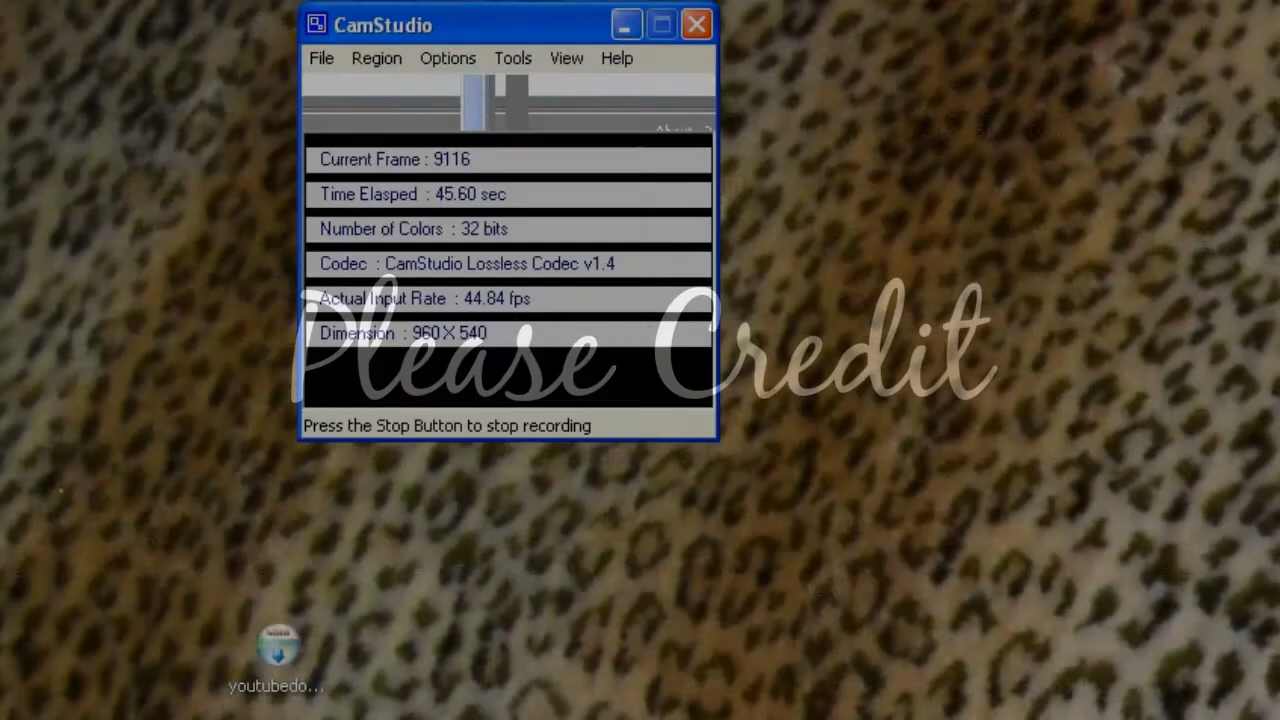 CamStudio
File Region Options Tools View Help
Current Frame : 9116
Time Elasped : 45.60 sec
Number of Colors : 32 bits
Codec : CamStudio Lossless Codec v1.4
Actual Input Rate : 44.84 fps
Dimension : 960 X 540
Please Credit
Press the Stop Button to stop recording
youtubedo...